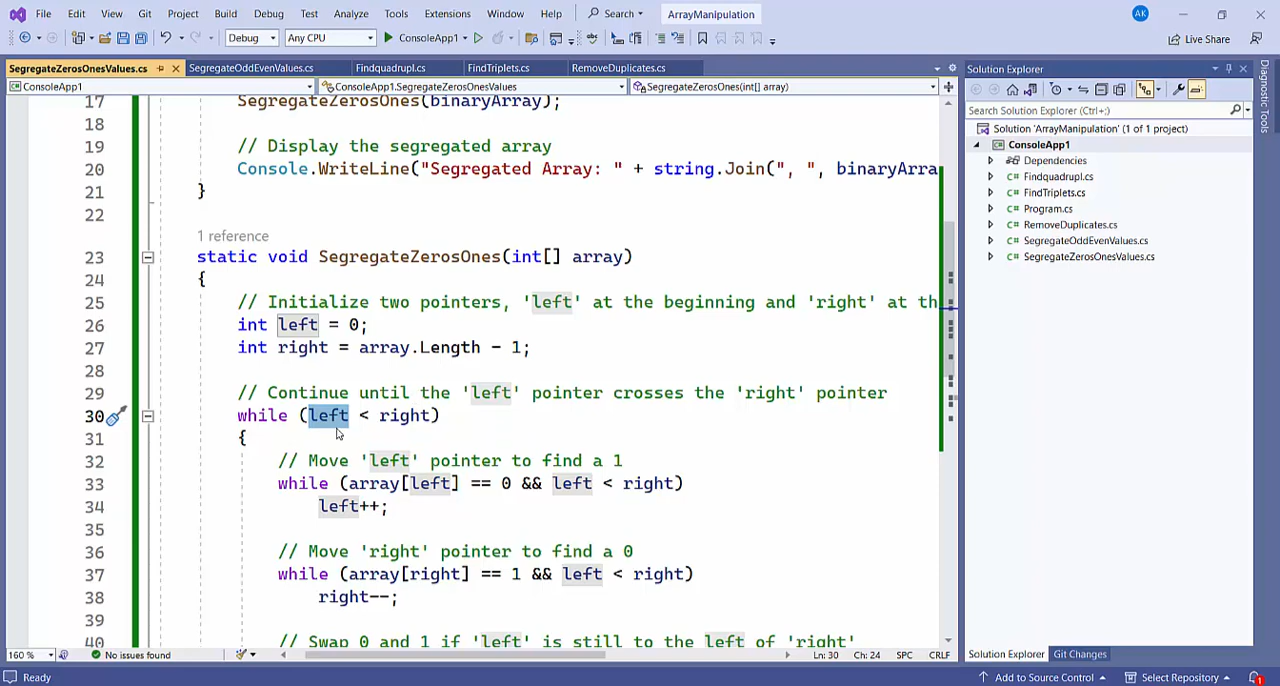 File Edit View Git Project Build Debug Test Analyze Tools Extensions Window Help Search ArrayManipulation AK
Debug Any CPU ConsoleApp1 Live Share
SegregateZerosOnesValues.cs SegregateOddEvenValues.cs Findquadrupl.cs FindTriplets.cs RemoveDuplicates.cs
ConsoleApp1 ConsoleApp1.SegregateZerosOnesValues SegregateZerosOnes(int[] array)
17 SegregateZerosOnes(binaryArray);
18
19 // Display the segregated array
20 Console.WriteLine("Segregated Array: " + string.Join(", ", binaryArra
21 }
22
1 reference
23 static void SegregateZerosOnes(int[] array)
24 {
25 // Initialize two pointers, 'left' at the beginning and 'right' at th
26 int left = 0;
27 int right = array.Length - 1;
28
29 // Continue until the 'left' pointer crosses the 'right' pointer
30 while (left < right)
31 {
32 // Move 'left' pointer to find a 1
33 while (array[left] == 0 && left < right)
34 left++;
35
36 // Move 'right' pointer to find a 0
37 while (array[right] == 1 && left < right)
38 right--;
39
40 // Swap 0 and 1 if 'left' is still to the left of 'right'
160 % No issues found Ln: 30 Ch: 24 SPC CRLF
Solution Explorer
Search Solution Explorer (Ctrl+;)
Solution 'ArrayManipulation' (1 of 1 project)
ConsoleApp1
Dependencies
C# Findquadrupl.cs
C# FindTriplets.cs
C# Program.cs
C# RemoveDuplicates.cs
C# SegregateOddEvenValues.cs
C# SegregateZerosOnesValues.cs
Solution Explorer Git Changes
Diagnostic Tools
Ready Add to Source Control Select Repository 1